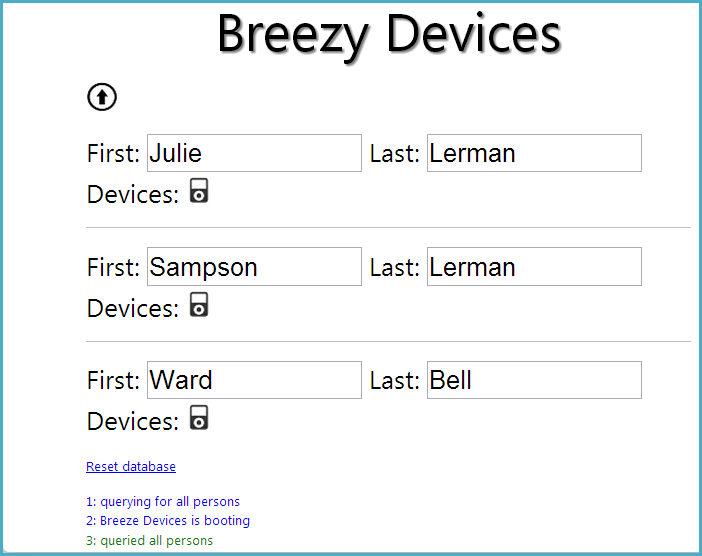 Breezy Devices
First: Julie Last: Lerman
Devices:
First: Sampson Last: Lerman
Devices:
First: Ward Last: Bell
Devices:
Reset database
1: querying for all persons
2: Breeze Devices is booting
3: queried all persons